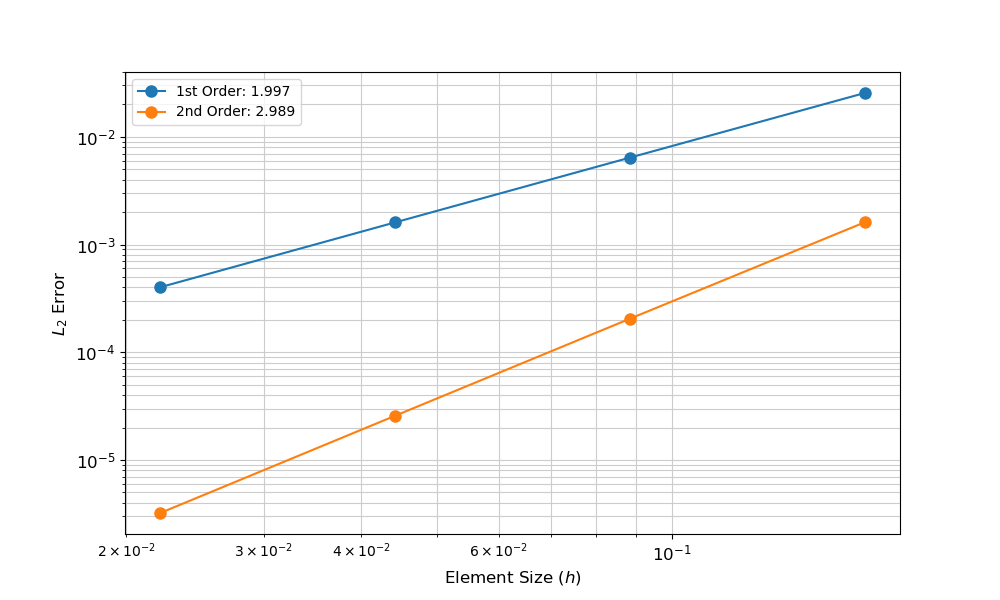 1st Order: 1.997
2nd Order: 2.989
10⁻²
10⁻³
10⁻⁴
10⁻⁵
L₂ Error
2 × 10⁻² 3 × 10⁻² 4 × 10⁻² 6 × 10⁻² 10⁻¹
Element Size (h)